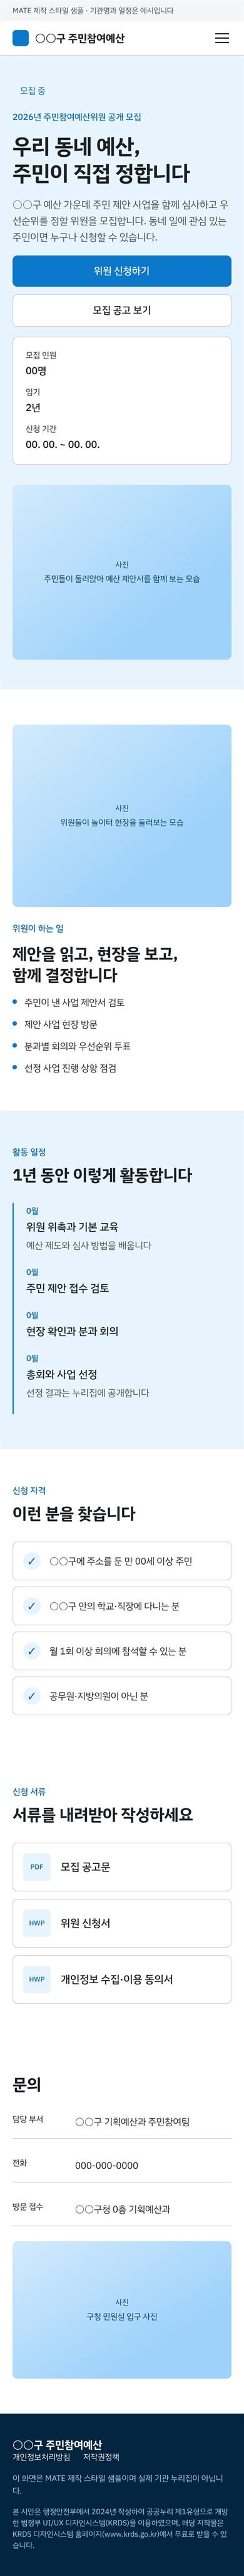 MATE 제작 스타일 샘플 · 기관명과 일정은 예시입니다
○○구 주민참여예산
모집 중
2026년 주민참여예산위원 공개 모집
우리 동네 예산,
주민이 직접 정합니다
○○구 예산 가운데 주민 제안 사업을 함께 심사하고 우
선순위를 정할 위원을 모집합니다. 동네 일에 관심 있는
주민이면 누구나 신청할 수 있습니다.
위원 신청하기
모집 공고 보기
모집 인원
00명
임기
2년
신청 기간
00. 00. ~ 00. 00.
사진
주민들이 둘러앉아 예산 제안서를 함께 보는 모습
사진
위원들이 놀이터 현장을 둘러보는 모습
위원이 하는 일
제안을 읽고, 현장을 보고,
함께 결정합니다
주민이 낸 사업 제안서 검토
제안 사업 현장 방문
분과별 회의와 우선순위 투표
선정 사업 진행 상황 점검
활동 일정
1년 동안 이렇게 활동합니다
0월
위원 위촉과 기본 교육
예산 제도와 심사 방법을 배웁니다
0월
주민 제안 접수 검토
0월
현장 확인과 분과 회의
0월
총회와 사업 선정
선정 결과는 누리집에 공개합니다
신청 자격
이런 분을 찾습니다
✓ ○○구에 주소를 둔 만 00세 이상 주민
✓ ○○구 안의 학교·직장에 다니는 분
✓ 월 1회 이상 회의에 참석할 수 있는 분
✓ 공무원·지방의원이 아닌 분
신청 서류
서류를 내려받아 작성하세요
PDF 모집 공고문
HWP 위원 신청서
HWP 개인정보 수집·이용 동의서
문의
담당 부서 ○○구 기획예산과 주민참여팀
전화 000-000-0000
방문 접수 ○○구청 0층 기획예산과
사진
구청 민원실 입구 사진
○○구 주민참여예산
개인정보처리방침 저작권정책
이 화면은 MATE 제작 스타일 샘플이며 실제 기관 누리집이 아닙니
다.
본 시안은 행정안전부에서 2024년 작성하여 공공누리 제1유형으로 개방
한 범정부 UI/UX 디자인시스템(KRDS)을 이용하였으며, 해당 저작물은
KRDS 디자인시스템 홈페이지(www.krds.go.kr)에서 무료로 받을 수 있
습니다.